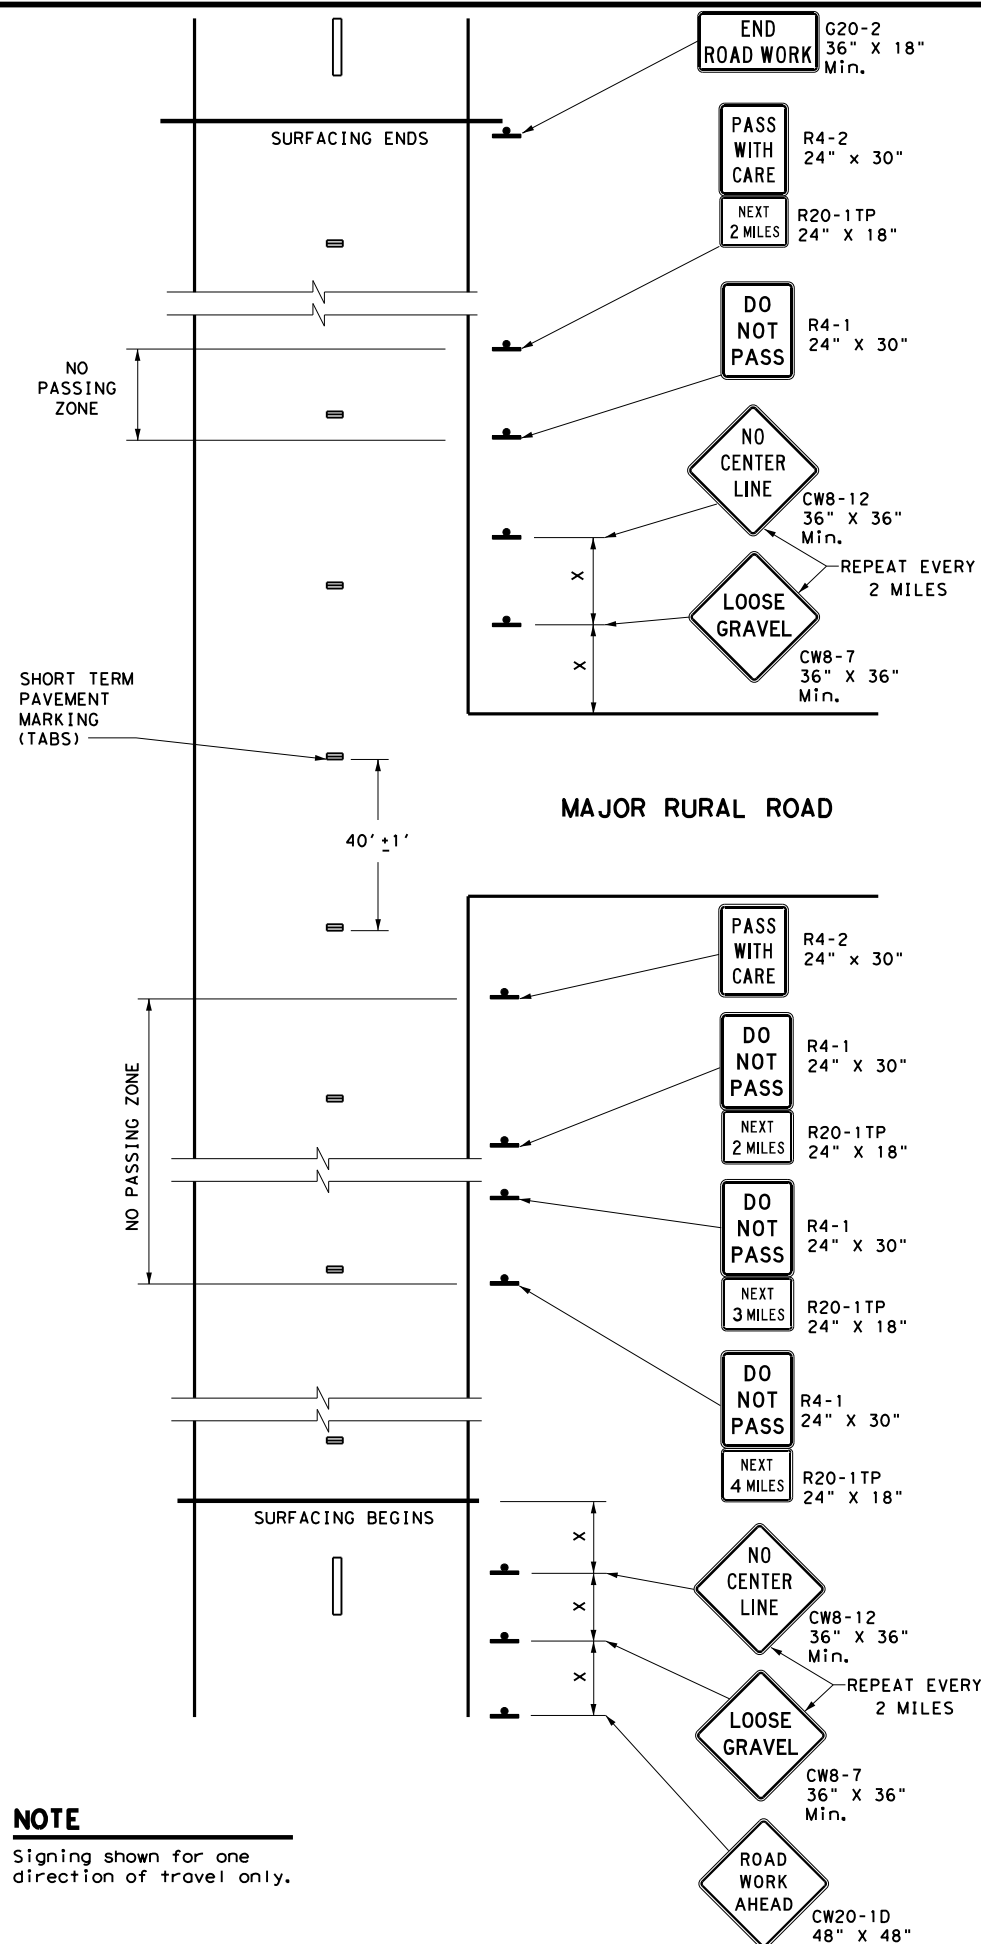 END
ROAD WORK
G20-2
36" X 18"
Min.
SURFACING ENDS
PASS
WITH
CARE
R4-2
24" x 30"
NEXT
2 MILES
R20-1TP
24" X 18"
DO
NOT
PASS
R4-1
24" X 30"
NO
PASSING
ZONE
NO
CENTER
LINE
CW8-12
36" X 36"
Min.
REPEAT EVERY
2 MILES
X
LOOSE
GRAVEL
CW8-7
36" X 36"
Min.
X
SHORT TERM
PAVEMENT
MARKING
(TABS)
40' ±1'
MAJOR RURAL ROAD
PASS
WITH
CARE
R4-2
24" x 30"
NO PASSING ZONE
DO
NOT
PASS
R4-1
24" X 30"
NEXT
2 MILES
R20-1TP
24" X 18"
DO
NOT
PASS
R4-1
24" X 30"
NEXT
3 MILES
R20-1TP
24" X 18"
DO
NOT
PASS
R4-1
24" X 30"
NEXT
4 MILES
R20-1TP
24" X 18"
SURFACING BEGINS
X
X
X
NO
CENTER
LINE
CW8-12
36" X 36"
Min.
REPEAT EVERY
2 MILES
LOOSE
GRAVEL
CW8-7
36" X 36"
Min.
ROAD
WORK
AHEAD
CW20-1D
48" X 48"
NOTE
Signing shown for one
direction of travel only.